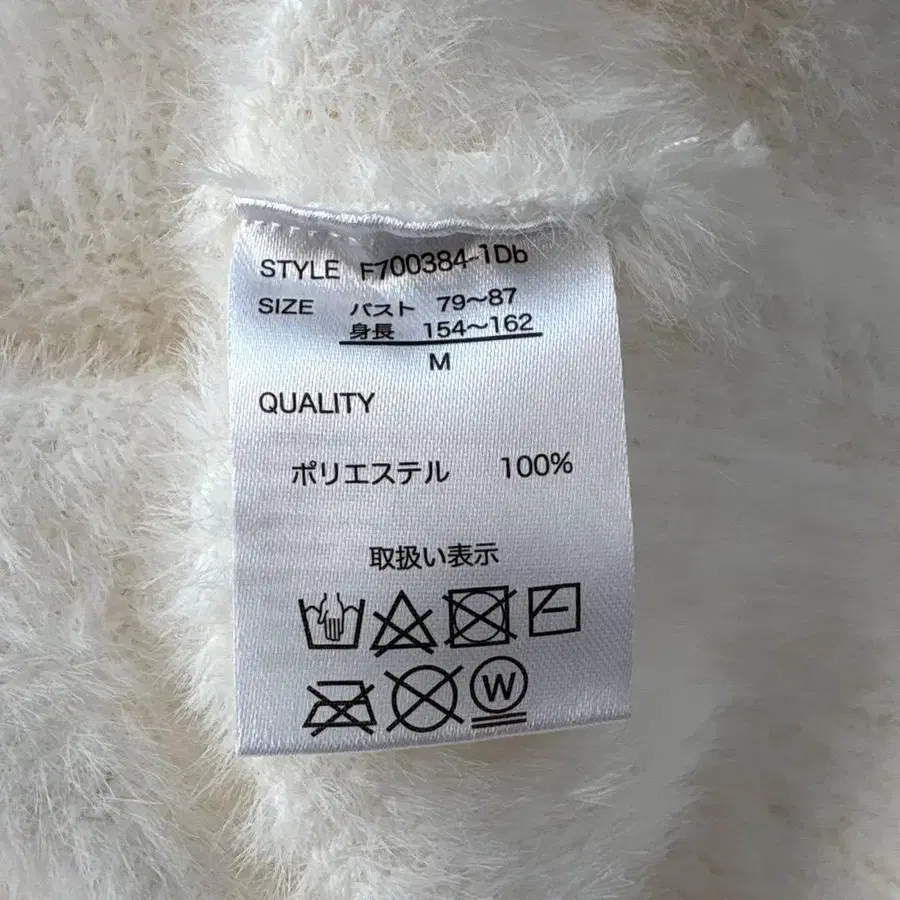 STYLE F700384-1Db
SIZE バスト 79～87
身長 154～162
M
QUALITY
ポリエステル 100%
取扱い表示
W